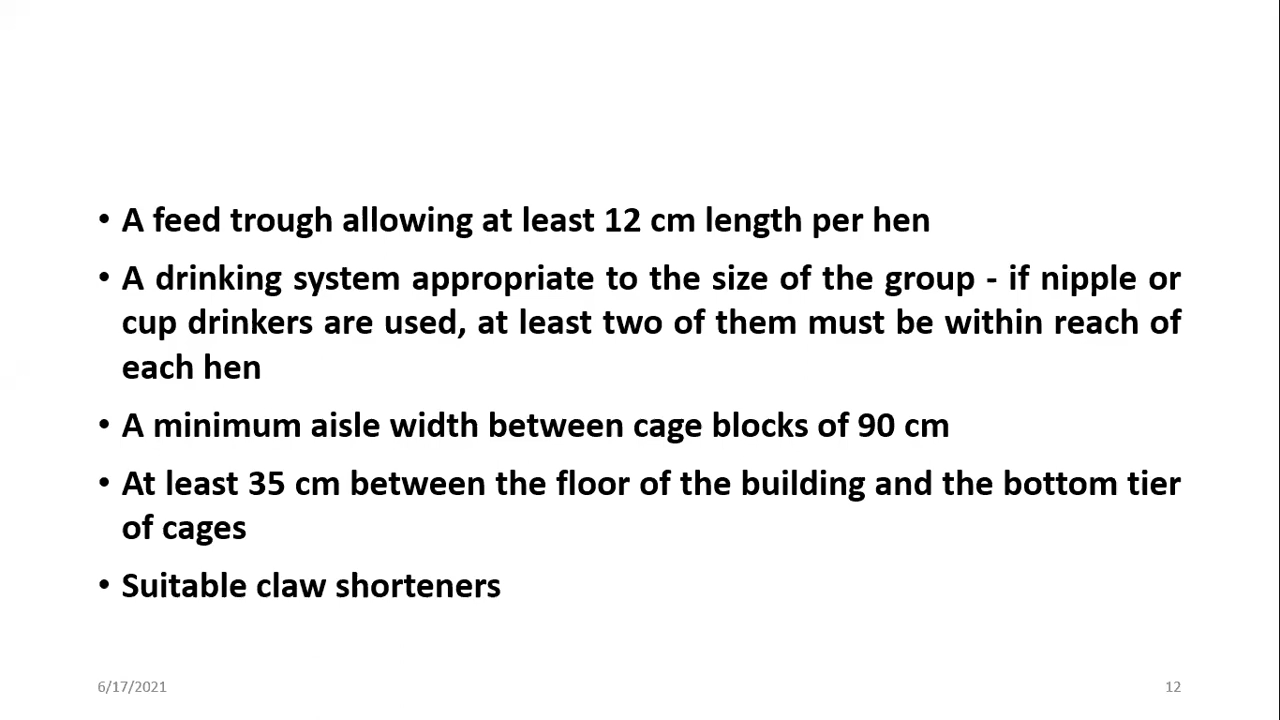 • A feed trough allowing at least 12 cm length per hen
• A drinking system appropriate to the size of the group - if nipple or
cup drinkers are used, at least two of them must be within reach of
each hen
• A minimum aisle width between cage blocks of 90 cm
• At least 35 cm between the floor of the building and the bottom tier
of cages
• Suitable claw shorteners
6/17/2021
12